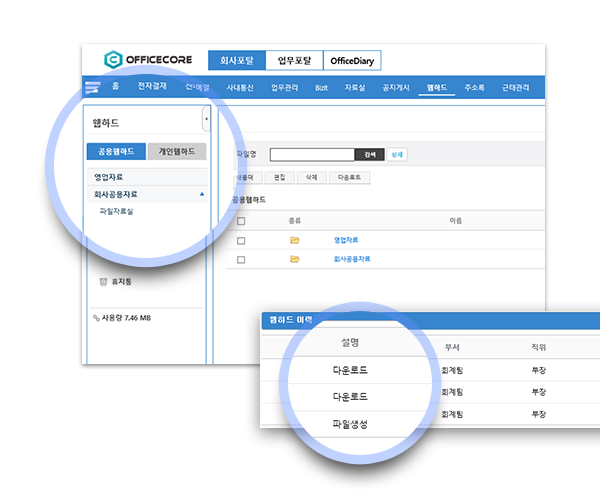 OFFICECORE 회사포탈 업무포탈 OfficeDiary
홈 전자결재 사내통신 업무관리 Bizit 자료실 공지게시 웹하드 주소록 근태관리
웹하드
공용웹하드 개인웹하드
영업자료
회사공용자료
파일자료실
휴지통
사용량 7.46 MB
파일명 검색 상세
편집 삭제 다운로드
공용웹하드
종류 이름
영업자료
회사공용자료
웹하드 이력
설명 부서 직위
다운로드 회계팀 부장
다운로드 회계팀 부장
파일생성 회계팀 부장